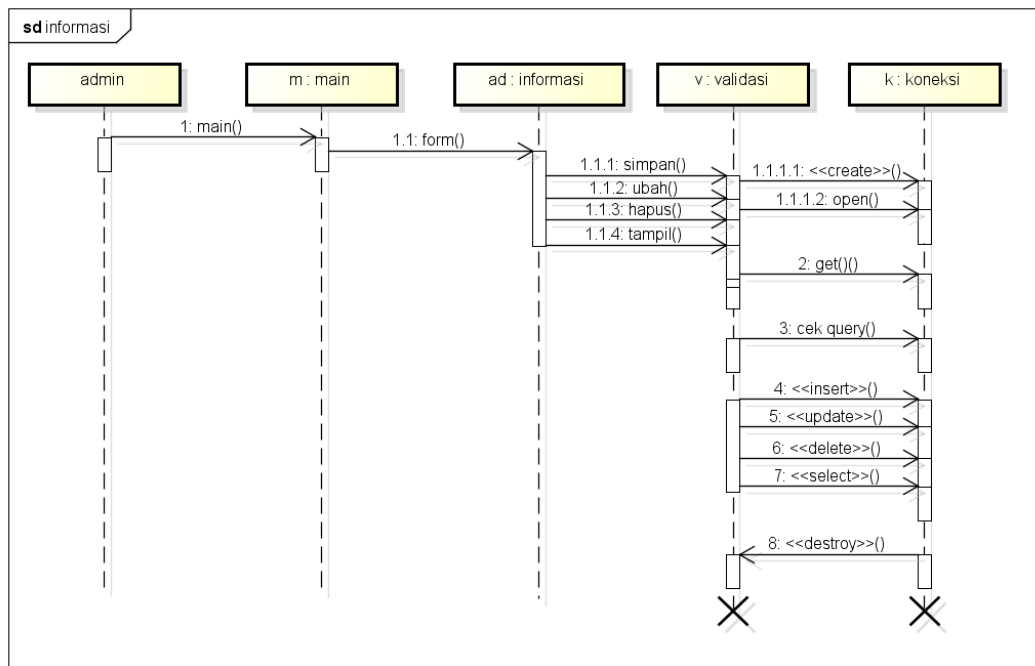 sd informasi
admin
m : main
ad : informasi
v : validasi
k : koneksi
1: main()
1.1: form()
1.1.1: simpan()
1.1.1.1: <<create>>()
1.1.2: ubah()
1.1.1.2: open()
1.1.3: hapus()
1.1.4: tampil()
2: get()()
3: cek query()
4: <<insert>>()
5: <<update>>()
6: <<delete>>()
7: <<select>>()
8: <<destroy>>()